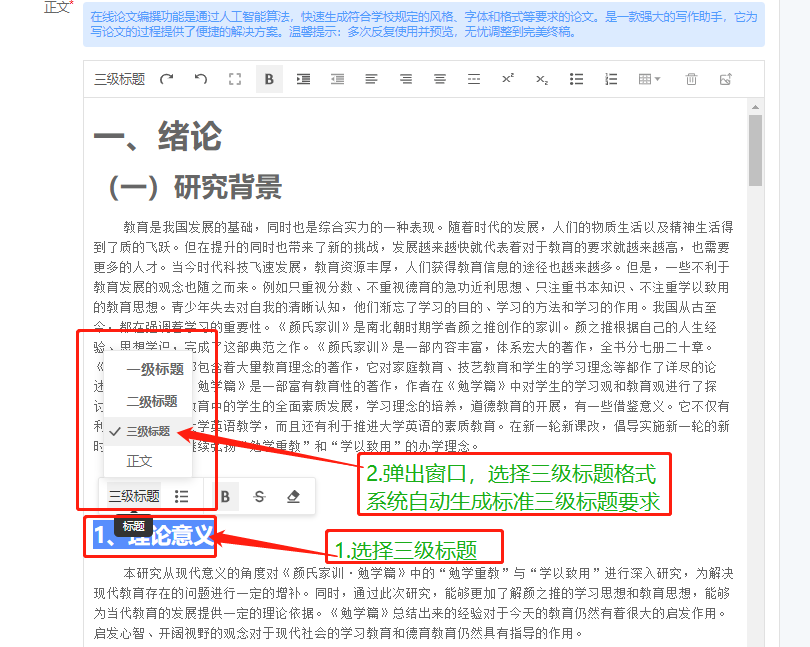 正文*
在线论文编撰功能是通过人工智能算法，快速生成符合学校规定的风格、字体和格式等要求的论文。是一款强大的写作助手，它为
写论文的过程提供了便捷的解决方案。温馨提示：多次反复使用并预览，无忧调整到完美终稿。
三级标题
一、绪论
（一）研究背景
教育是我国发展的基础，同时也是综合实力的一种表现。随着时代的发展，人们的物质生活以及精神生活得
到了质的飞跃。但在提升的同时也带来了新的挑战，发展越来越快就代表着对于教育的要求就越来越高，也需要
更多的人才。当今时代科技飞速发展，教育资源丰厚，人们获得教育信息的途径也越来越多。但是，一些不利于
教育发展的观念也随之而来。例如只重视分数、不重视德育的急功近利思想、只注重书本知识、不注重学以致用
的教育思想。青少年失去对自我的清晰认知，他们渐忘了学习的目的、学习的方法和学习的作用。我国从古至
今，都在强调着学习的重要性。《颜氏家训》是南北朝时期学者颜之推创作的家训。颜之推根据自己的人生经
验、思想学识，完成了这部典范之作。《颜氏家训》是一部内容丰富，体系宏大的著作，全书分七册二十章。
包含着大量教育理念的著作，它对家庭教育、技艺教育和学生的学习理念等都作了详尽的论
勉学篇》是一部富有教育性的著作，作者在《勉学篇》中对学生的学习观和教育观进行了探
育中的学生的全面素质发展，学习理念的培养，道德教育的开展，有一些借鉴意义。它不仅有
大学英语教学，而且还有利于推进大学英语的素质教育。在新一轮新课改，倡导实施新一轮的新
继续弘扬“勉学重教”和“学以致用”的办学理念。
一级标题
二级标题
三级标题
正文
2.弹出窗口，选择三级标题格式
系统自动生成标准三级标题要求
三级标题
B
S
标题
1、理论意义
1.选择三级标题
本研究从现代意义的角度对《颜氏家训·勉学篇》中的“勉学重教”与“学以致用”进行深入研究，为解决
现代教育存在的问题进行一定的增补。同时，通过此次研究，能够更加了解颜之推的学习思想和教育思想，能够
为当代教育的发展提供一定的理论依据。《勉学篇》总结出来的经验对于今天的教育仍然有着很大的启发作用。
启发心智、开阔视野的观念对于现代社会的学习教育和德育教育仍然具有指导的作用。